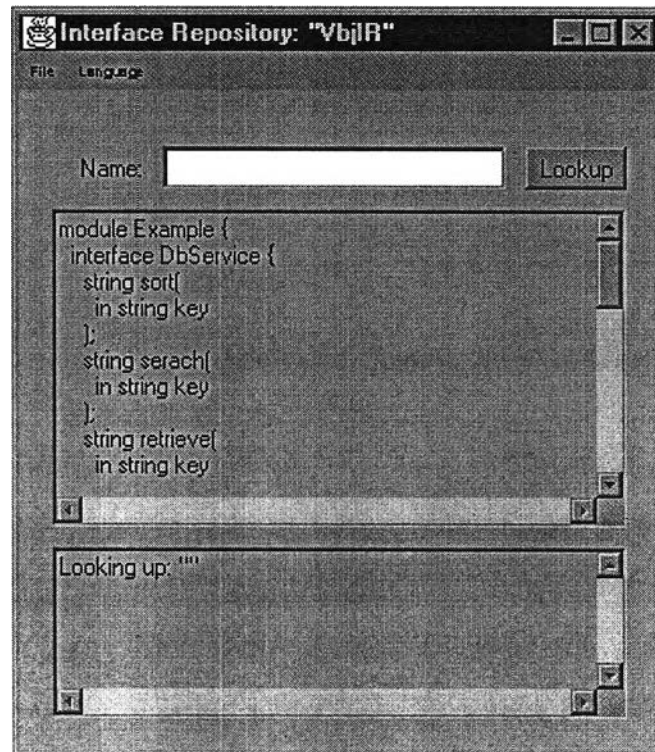 Interface Repository: "VbjIR"
File Language
Name: Lookup
module Example {
interface DbService {
string sort(
in string key
);
string serach(
in string key
);
string retrieve(
in string key
Looking up: ""